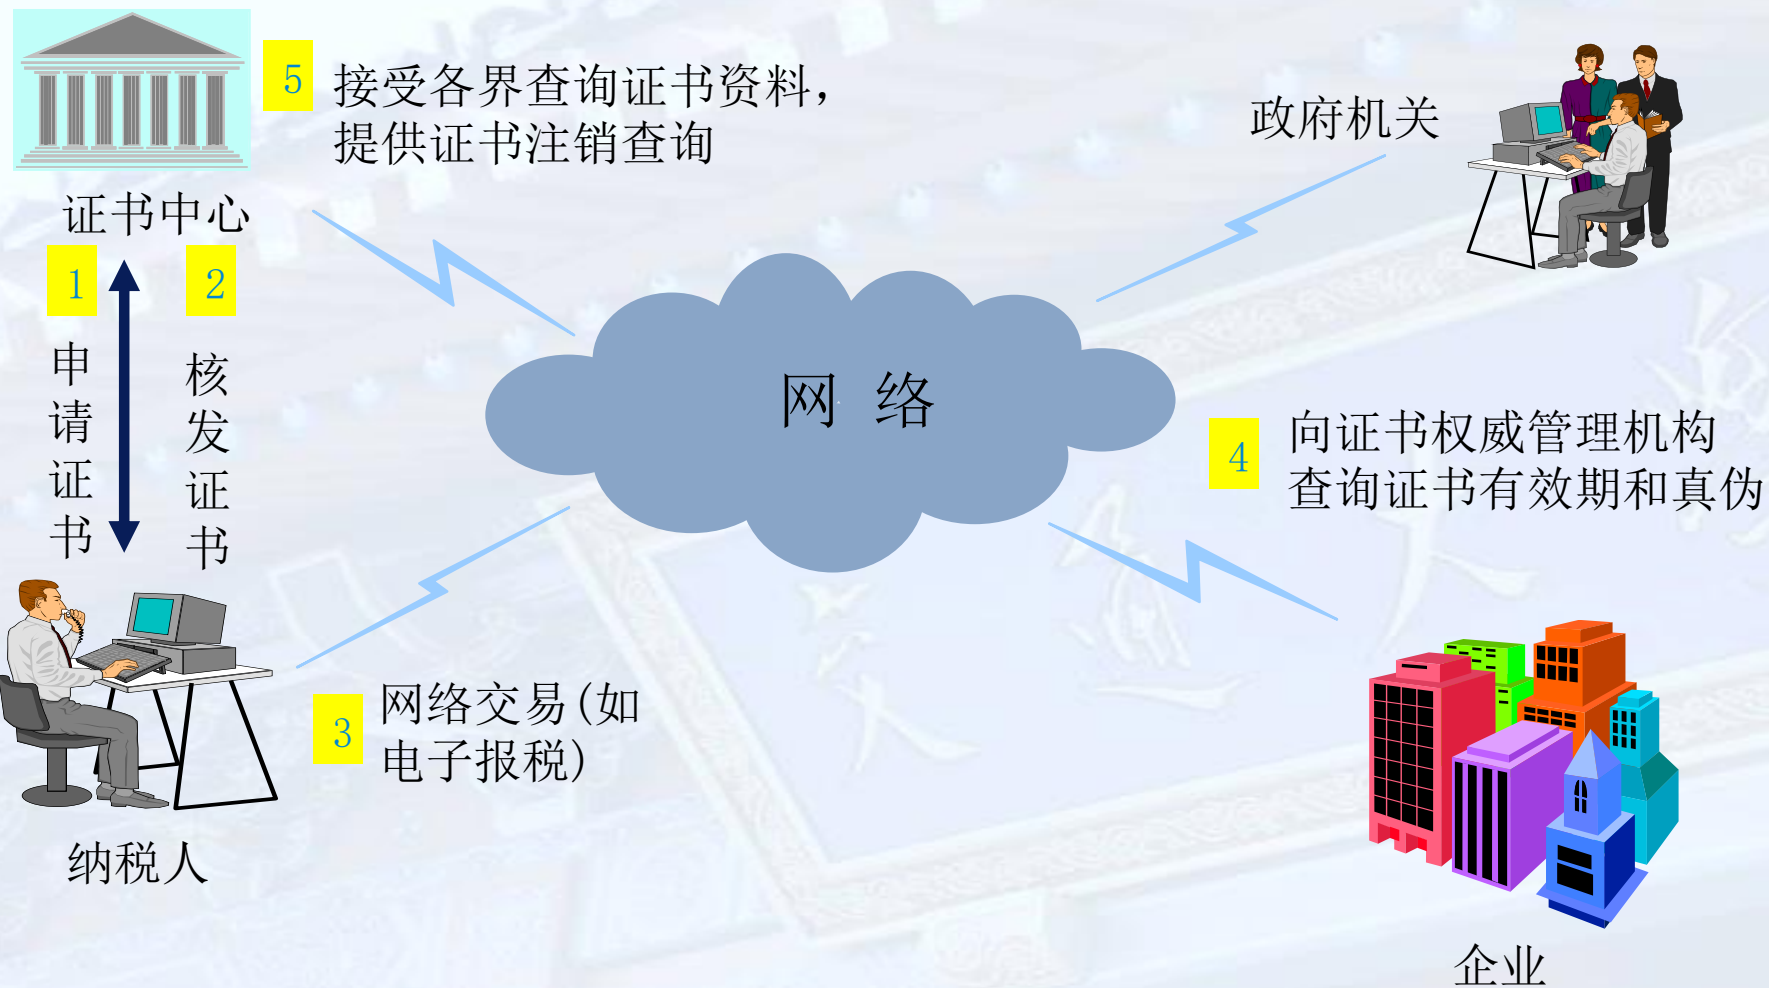 5
接受各界查询证书资料，
提供证书注销查询
政府机关
证书中心
1
2
申请证书
核发证书
网 络
4
向证书权威管理机构
查询证书有效期和真伪
3
网络交易(如
电子报税)
纳税人
企业